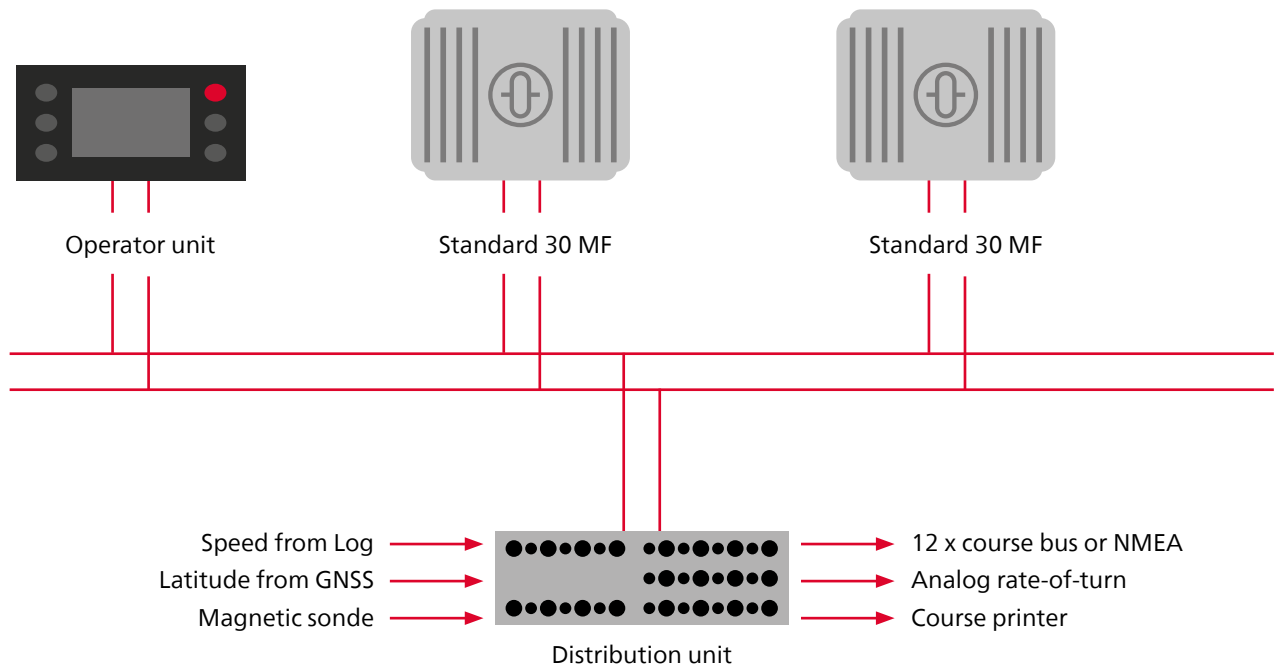 Operator unit
Standard 30 MF
Standard 30 MF
Speed from Log
Latitude from GNSS
Magnetic sonde
12 x course bus or NMEA
Analog rate-of-turn
Course printer
Distribution unit